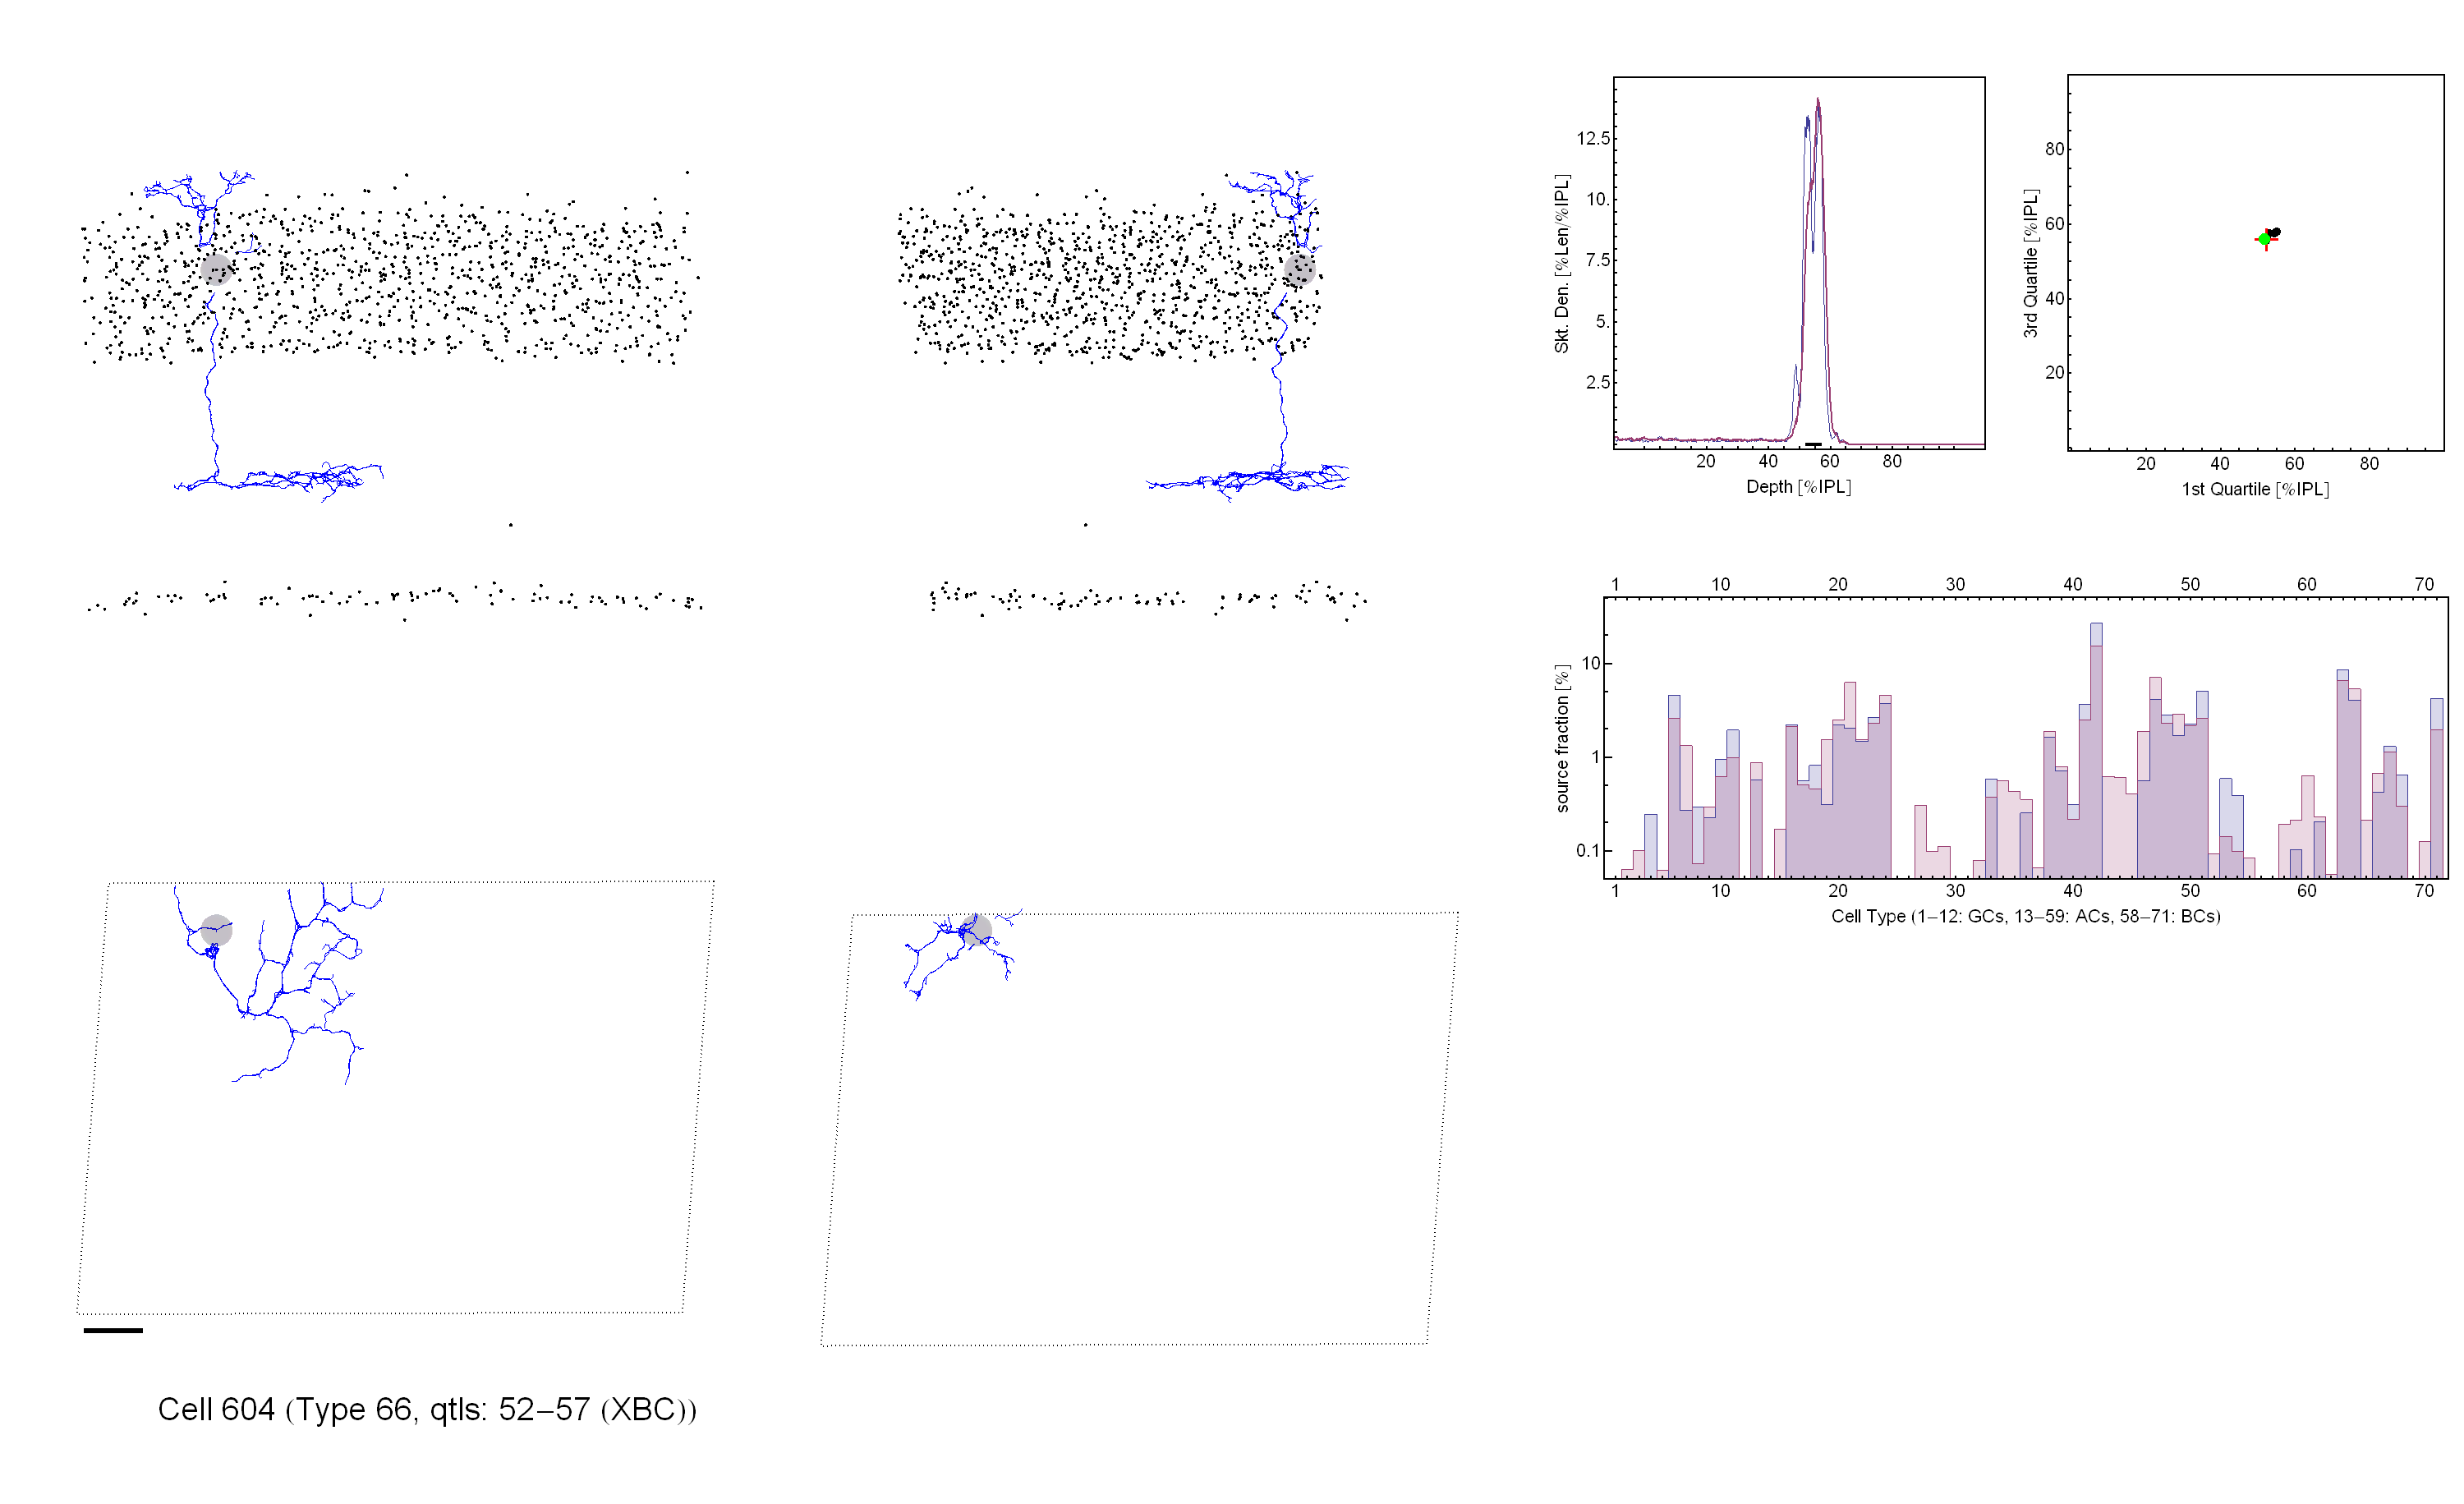 12.5
10.
7.5
5.
2.5
Skt. Den. [%Len/%IPL]
20 40 60 80
Depth [%IPL]
80
60
40
20
3rd Quartile [%IPL]
20 40 60 80
1st Quartile [%IPL]
1 10 20 30 40 50 60 70
10
1
0.1
source fraction [%]
1 10 20 30 40 50 60 70
Cell Type (1–12: GCs, 13–59: ACs, 58–71: BCs)
Cell 604 (Type 66, qtls: 52–57 (XBC))